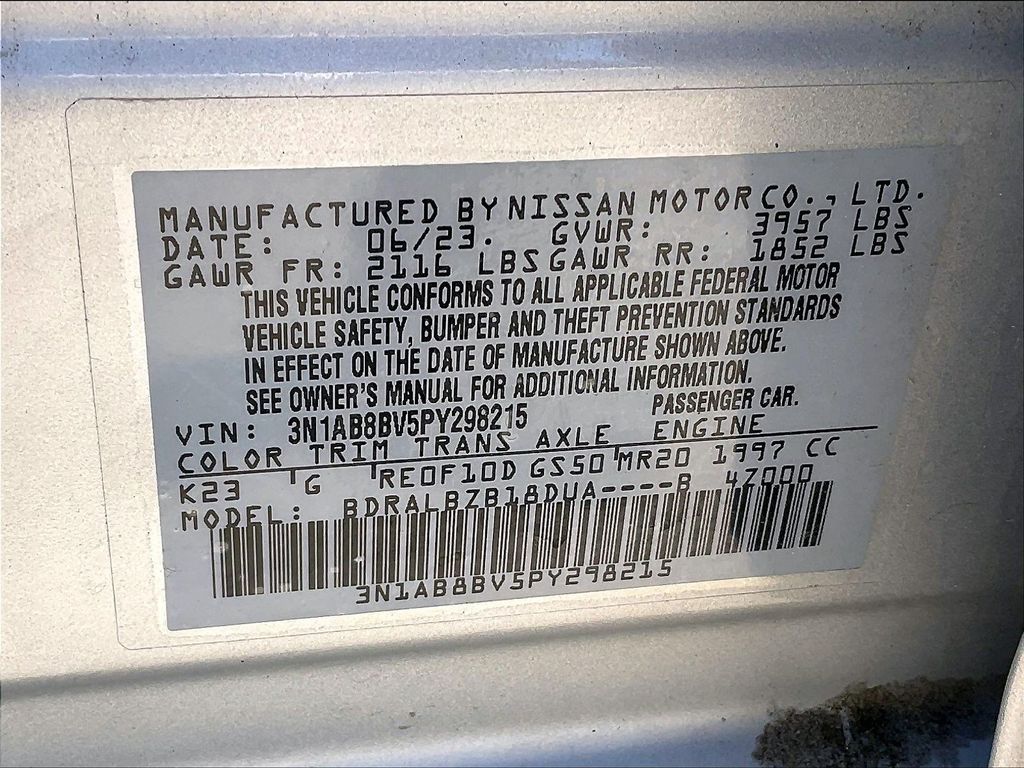 MANUFACTURED BY NISSAN MOTOR CO., LTD.
DATE: 06/23. GVWR: 3957 LBS
GAWR FR: 2116 LBS GAWR RR: 1852 LBS
THIS VEHICLE CONFORMS TO ALL APPLICABLE FEDERAL MOTOR
VEHICLE SAFETY, BUMPER AND THEFT PREVENTION STANDARDS
IN EFFECT ON THE DATE OF MANUFACTURE SHOWN ABOVE.
SEE OWNER'S MANUAL FOR ADDITIONAL INFORMATION.
VIN: 3N1AB8BV5PY298215 PASSENGER CAR.
COLOR TRIM TRANS AXLE ENGINE
K23 G RE0F10D GS50 MR20 1997 CC
MODEL: BDRALBZB18DUA----B 4Z000
3N1AB8BV5PY298215